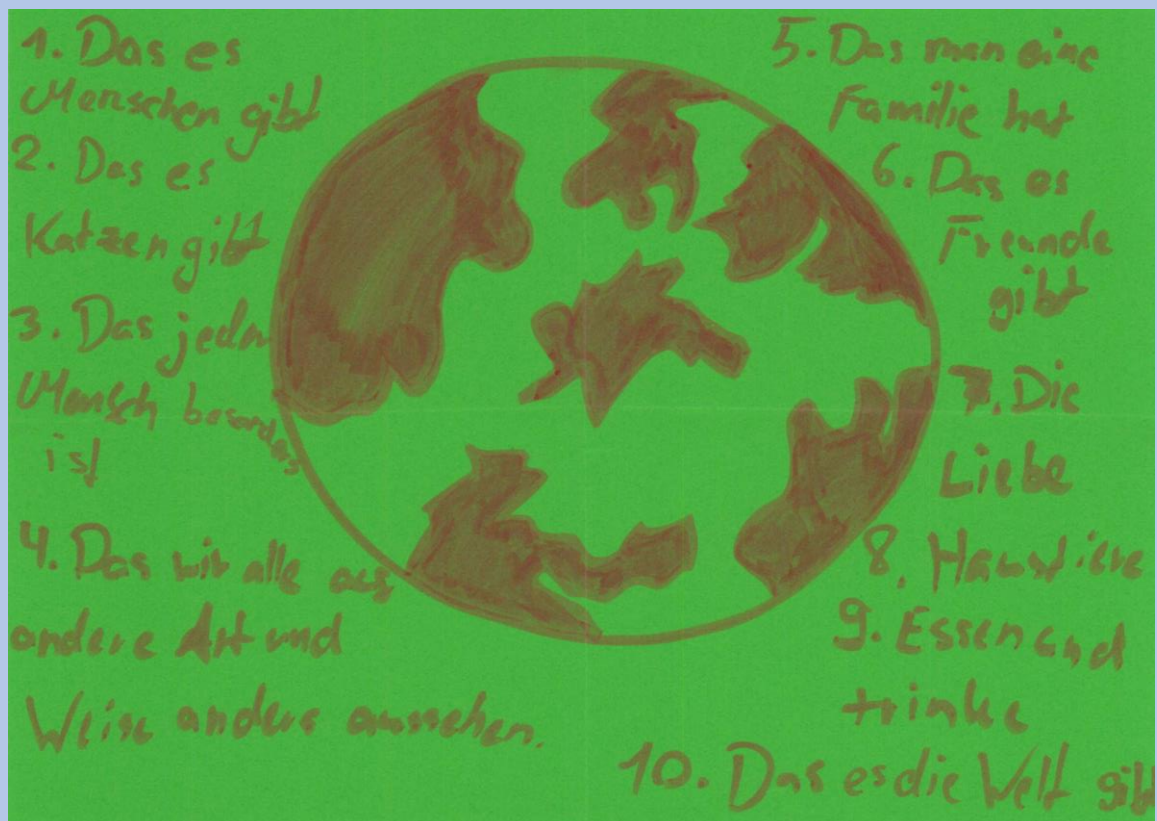 1. Das es
Menschen gibt
2. Das es
Katzen gibt
3. Das jeder
Mensch besonders
ist
4. Das wir alle aus
andere Art und
Weise anders aussehen.
5. Das man eine
Familie hat
6. Das es
Freunde
gibt
7. Die
Liebe
8. Haustiere
9. Essen und
trinke
10. Das es die Welt gibt